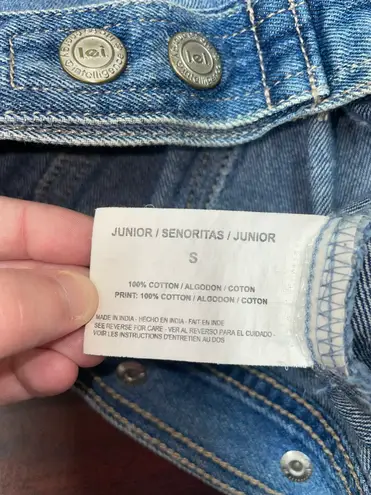 lei
lei
JUNIOR / SENORITAS / JUNIOR
S
100% COTTON / ALGODON / COTON
PRINT: 100% COTTON / ALGODON / COTON
MADE IN INDIA - HECHO EN INDIA - FAIT EN INDE
SEE REVERSE FOR CARE - VER AL REVERSO PARA EL CUIDADO -
VOIR LES INSTRUCTIONS D'ENTRETIEN AU DOS